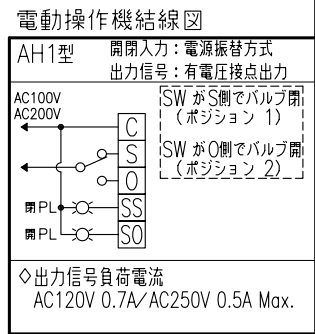 電動操作機結線図
AH1型
開閉入力：電源振替方式
出力信号：有電圧接点出力
AC100V
AC200V
SW がS側でバルブ閉
(ポジション 1)
SW がO側でバルブ開
(ポジション 2)
C
S
O
閉PL
SS
開PL
SO
◇出力信号負荷電流
AC120V 0.7A/AC250V 0.5A Max.